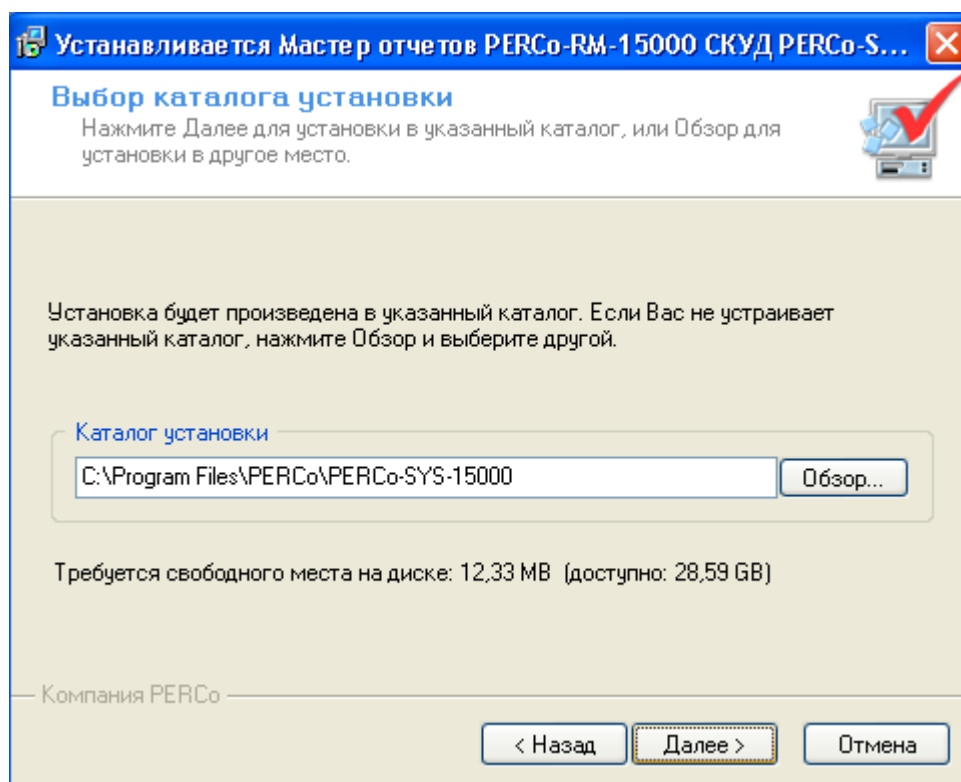 Устанавливается Мастер отчетов PERCo-RM-15000 СКУД PERCo-S...
Выбор каталога установки
Нажмите Далее для установки в указанный каталог, или Обзор для
установки в другое место.
Установка будет произведена в указанный каталог. Если Вас не устраивает
указанный каталог, нажмите Обзор и выберите другой.
Каталог установки
C:\Program Files\PERCo\PERCo-SYS-15000
Обзор...
Требуется свободного места на диске: 12,33 MB (доступно: 28,59 GB)
Компания PERCo
< Назад
Далее >
Отмена